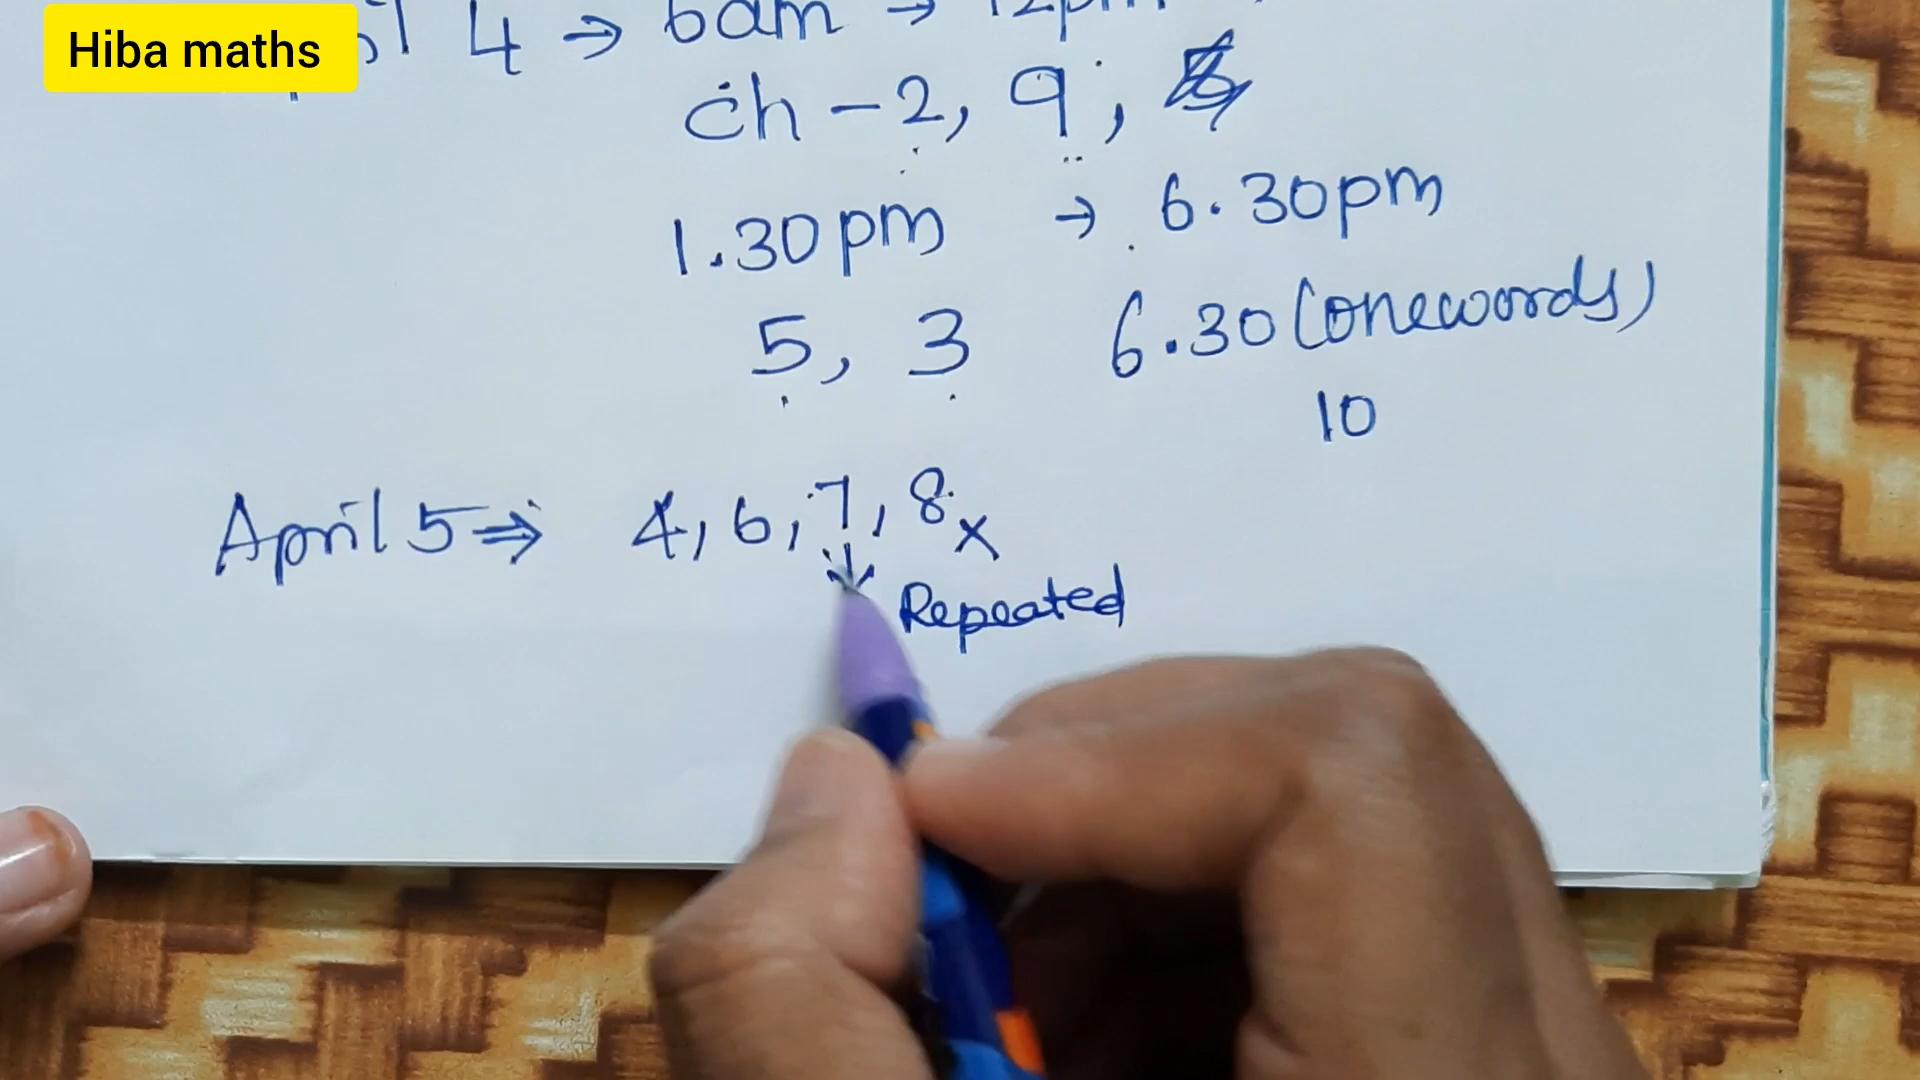 Hiba maths
4 → 6am → 12pm
ch - 2, 9,
1.30pm → 6.30pm
5, 3 6.30 (onewords)
10
April 5 ⇒ 4, 6, 7, 8 x
Repeated